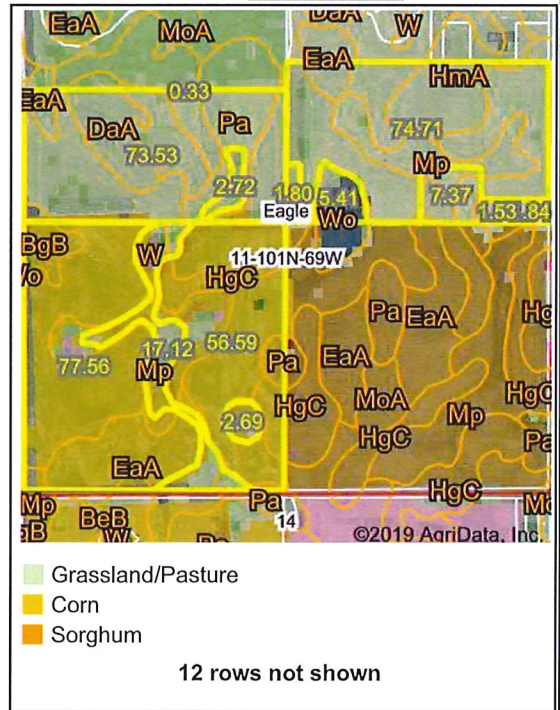 EaA
MoA
DaA
W
EaA
HmA
EaA
0.33
DaA
Pa
73.53
74.71
Mp
2.72
1.80
5.41
7.37
Eagle
Wo
1.53
.84
BgB
W
11-101N-69W
HgC
Pa
EaA
Hg
17.12
56.59
77.56
Mp
Pa
EaA
HgC
MoA
HgC
Mp
2.69
HgC
Pa
EaA
HgC
Mp
Pa
BeB
W
14
©2019 AgriData, Inc.
Grassland/Pasture
Corn
Sorghum
12 rows not shown